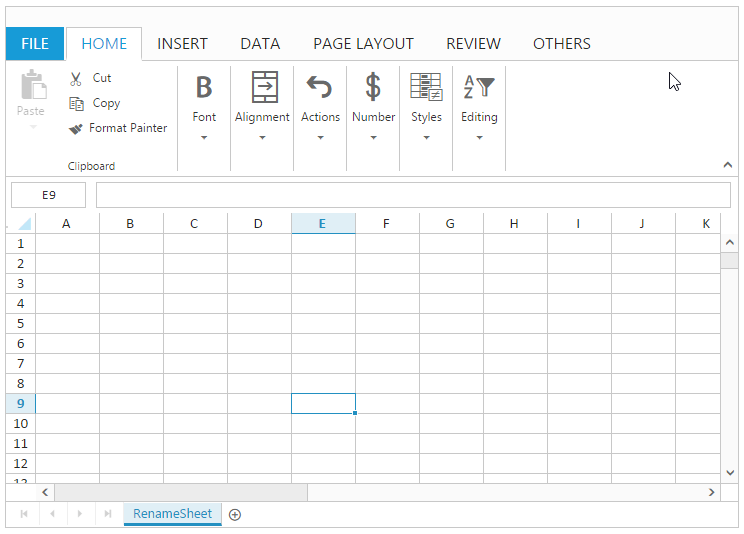 FILE HOME INSERT DATA PAGE LAYOUT REVIEW OTHERS
Paste
Cut
Copy
Format Painter
Clipboard
B
Font
Alignment
Actions
$
Number
Styles
A
Z
Editing
E9
A B C D E F G H I J K
1
2
3
4
5
6
7
8
9
10
11
12
13
RenameSheet